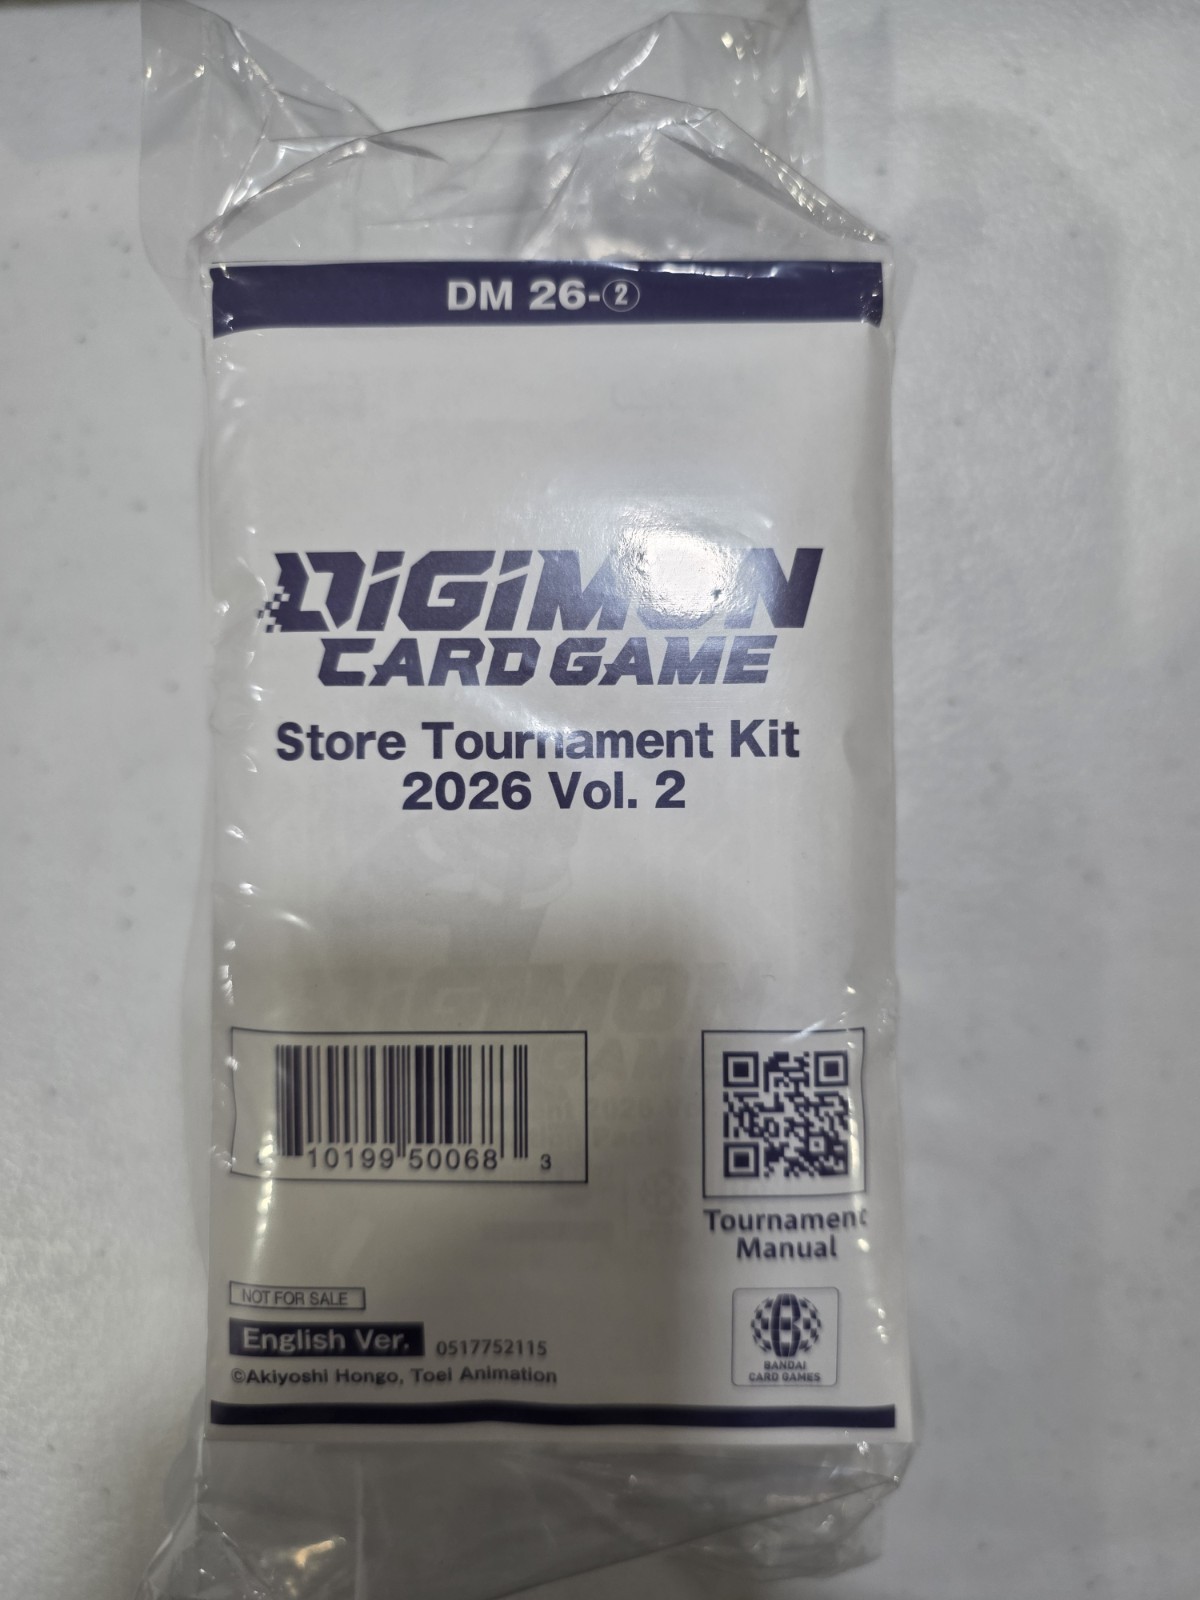 DM 26-②
DIGIMON
CARD GAME
Store Tournament Kit
2026 Vol. 2
10199 50068 3
Tournament
Manual
NOT FOR SALE
English Ver. 0517752115
©Akiyoshi Hongo, Toei Animation
BANDAI
CARD GAMES